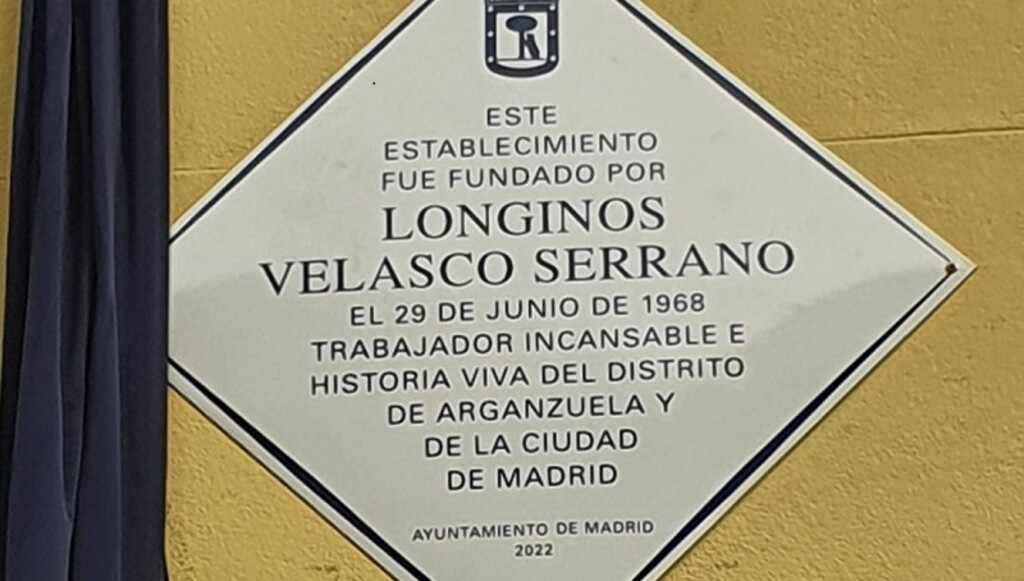 ESTE
ESTABLECIMIENTO
FUE FUNDADO POR
LONGINOS
VELASCO SERRANO
EL 29 DE JUNIO DE 1968
TRABAJADOR INCANSABLE E
HISTORIA VIVA DEL DISTRITO
DE ARGANZUELA Y
DE LA CIUDAD
DE MADRID
AYUNTAMIENTO DE MADRID
2022